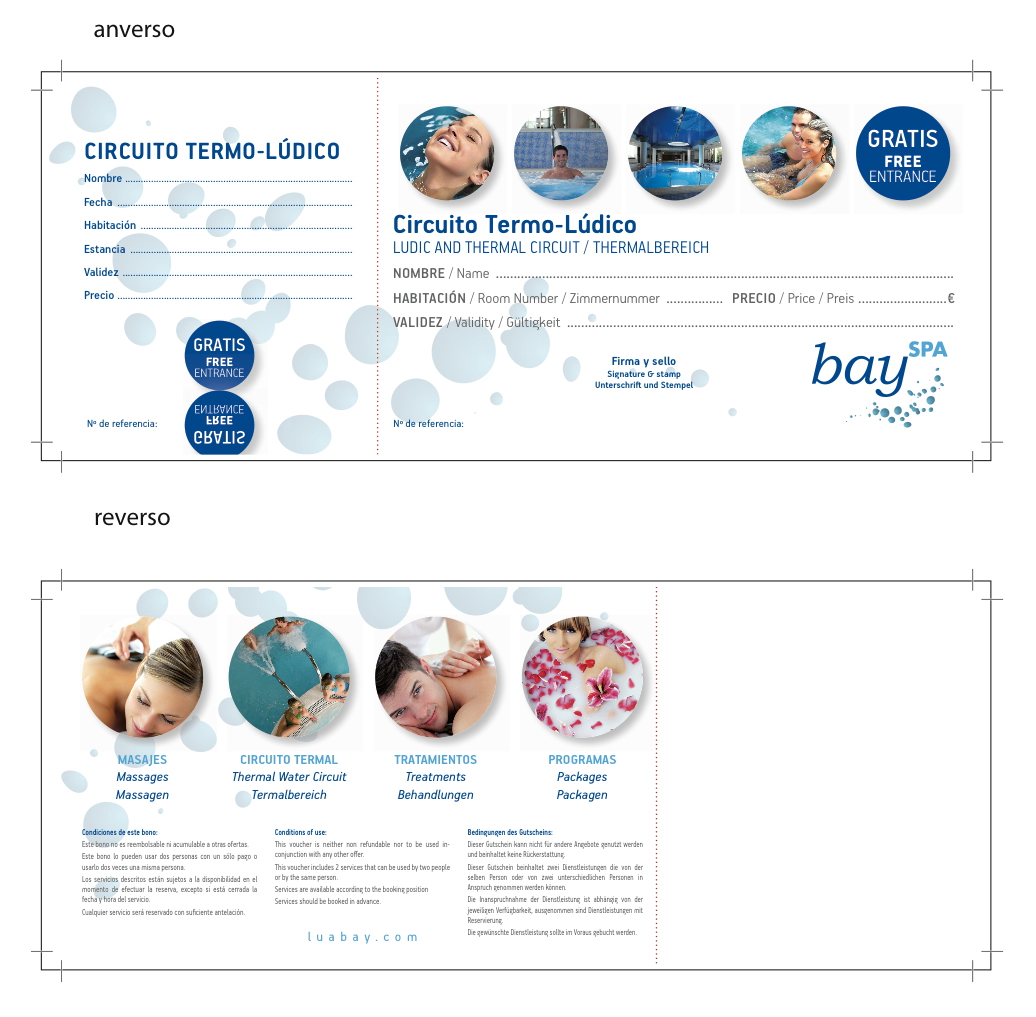 anverso
CIRCUITO TERMO-LÚDICO
Nombre
Fecha
Habitación
Estancia
Validez
Precio
GRATIS
FREE
ENTRANCE
GRATIS
FREE
ENTRANCE
Nº de referencia:
GRATIS
FREE
ENTRANCE
Circuito Termo-Lúdico
LUDIC AND THERMAL CIRCUIT / THERMALBEREICH
NOMBRE / Name
HABITACIÓN / Room Number / Zimmernummer PRECIO / Price / Preis €
VALIDEZ / Validity / Gültigkeit
Firma y sello
Signature & stamp
Unterschrift und Stempel
bay SPA
Nº de referencia:
reverso
MASAJES
Massages
Massagen
CIRCUITO TERMAL
Thermal Water Circuit
Termalbereich
TRATAMIENTOS
Treatments
Behandlungen
PROGRAMAS
Packages
Packagen
Condiciones de este bono:
Este bono no es reembolsable ni acumulable a otras ofertas.
Este bono lo pueden usar dos personas con un sólo pago o
usarlo dos veces una misma persona.
Los servicios descritos están sujetos a la disponibilidad en el
momento de efectuar la reserva, excepto si está cerrada la
fecha y hora del servicio.
Cualquier servicio será reservado con suficiente antelación.
Conditions of use:
This voucher is neither non refundable nor to be used in-
conjunction with any other offer.
This voucher includes 2 services that can be used by two people
or by the same person.
Services are available according to the booking position
Services should be booked in advance.
Bedingungen des Gutscheins:
Dieser Gutschein kann nicht für andere Angebote genutzt werden
und beinhaltet keine Rückerstattung.
Dieser Gutschein beinhaltet zwei Dienstleistungen die von der
selben Person oder von zwei unterschiedlichen Personen in
Anspruch genommen werden können.
Die Inanspruchnahme der Dienstleistung ist abhängig von der
jeweiligen Verfügbarkeit, ausgenommen sind Dienstleistungen mit
Reservierung.
Die gewünschte Dienstleistung sollte im Voraus gebucht werden.
luabay.com